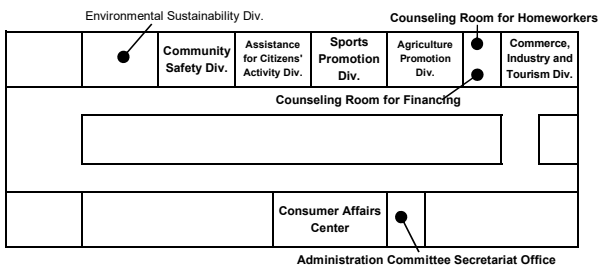 Environmental Sustainability Div.
Counseling Room for Homeworkers
Community
Safety Div.
Assistance
for Citizens'
Activity Div.
Sports
Promotion
Div.
Agriculture
Promotion
Div.
Commerce,
Industry and
Tourism Div.
Counseling Room for Financing
Consumer Affairs
Center
Administration Committee Secretariat Office